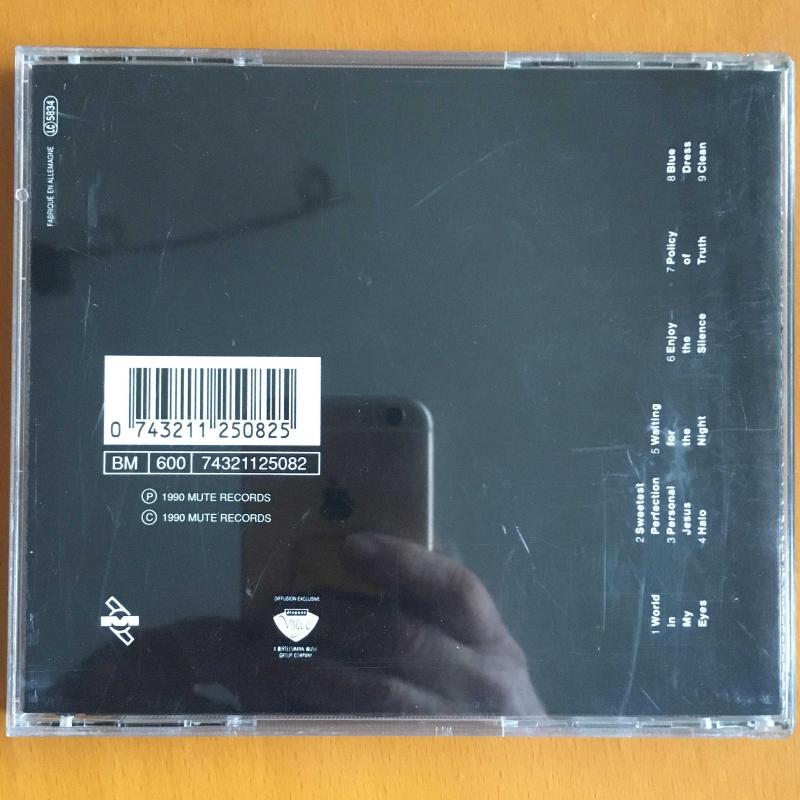 LC 5834
FABRIQUÉ EN ALLEMAGNE
0 743211 250825
BM 600 74321125082
Ⓟ 1990 MUTE RECORDS
© 1990 MUTE RECORDS
DIFFUSION EXCLUSIVE
disques
Vogue
A BERTELSMANN MUSIC
GROUP COMPANY
1 World
in
My
Eyes
2 Sweetest
Perfection
3 Personal
Jesus
4 Halo
5 Waiting
for
the
Night
6 Enjoy
the
Silence
7 Policy
of
Truth
8 Blue
Dress
9 Clean